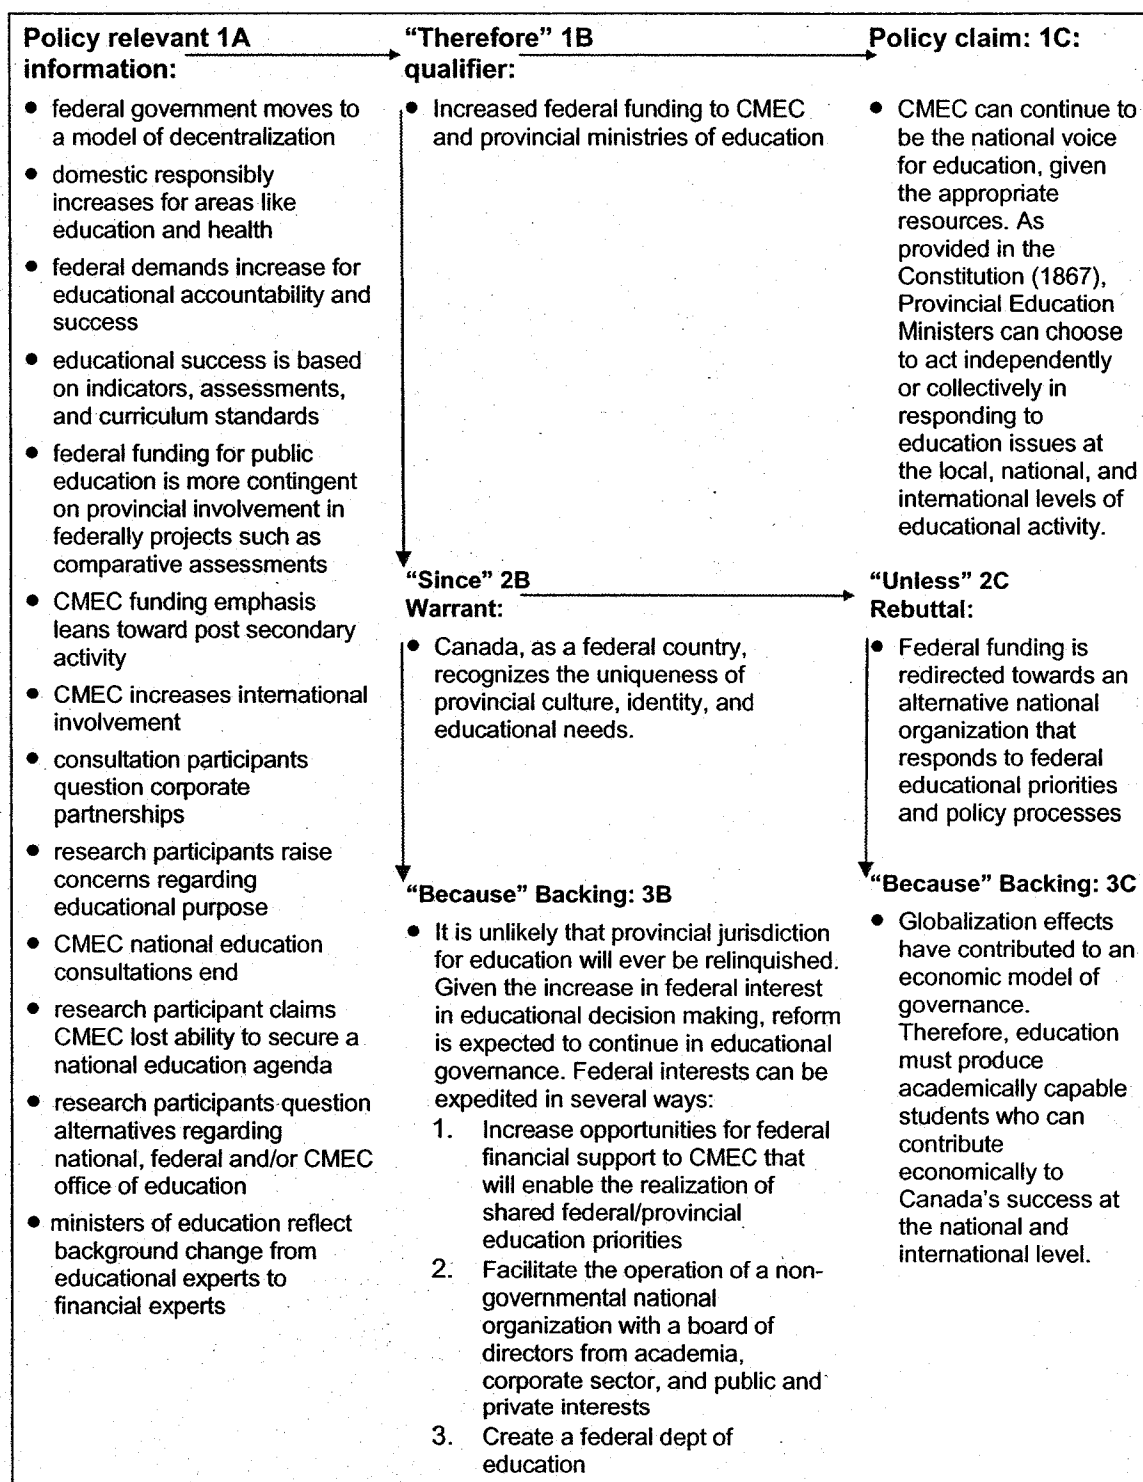 Policy relevant 1A
information:
• federal government moves to
a model of decentralization
• domestic responsibly
increases for areas like
education and health
• federal demands increase for
educational accountability and
success
• educational success is based
on indicators, assessments,
and curriculum standards
• federal funding for public
education is more contingent
on provincial involvement in
federally projects such as
comparative assessments
• CMEC funding emphasis
leans toward post secondary
activity
• CMEC increases international
involvement
• consultation participants
question corporate
partnerships
• research participants raise
concerns regarding
educational purpose
• CMEC national education
consultations end
• research participant claims
CMEC lost ability to secure a
national education agenda
• research participants question
alternatives regarding
national, federal and/or CMEC
office of education
• ministers of education reflect
background change from
educational experts to
financial experts
“Therefore” 1B
qualifier:
• Increased federal funding to CMEC
and provincial ministries of education
“Since” 2B
Warrant:
• Canada, as a federal country,
recognizes the uniqueness of
provincial culture, identity, and
educational needs.
“Because” Backing: 3B
• It is unlikely that provincial jurisdiction
for education will ever be relinquished.
Given the increase in federal interest
in educational decision making, reform
is expected to continue in educational
governance. Federal interests can be
expedited in several ways:
1. Increase opportunities for federal
financial support to CMEC that
will enable the realization of
shared federal/provincial
education priorities
2. Facilitate the operation of a non-
governmental national
organization with a board of
directors from academia,
corporate sector, and public and
private interests
3. Create a federal dept of
education
Policy claim: 1C:
• CMEC can continue to
be the national voice
for education, given
the appropriate
resources. As
provided in the
Constitution (1867),
Provincial Education
Ministers can choose
to act independently
or collectively in
responding to
education issues at
the local, national, and
international levels of
educational activity.
“Unless” 2C
Rebuttal:
• Federal funding is
redirected towards an
alternative national
organization that
responds to federal
educational priorities
and policy processes
“Because” Backing: 3C
• Globalization effects
have contributed to an
economic model of
governance.
Therefore, education
must produce
academically capable
students who can
contribute
economically to
Canada’s success at
the national and
international level.